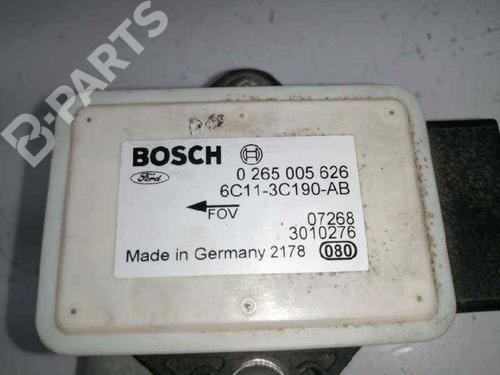 B-PARTS
BOSCH 0 265 005 626
Ford 6C11-3C190-AB
FOV 07268
3010276
Made in Germany 2178 080